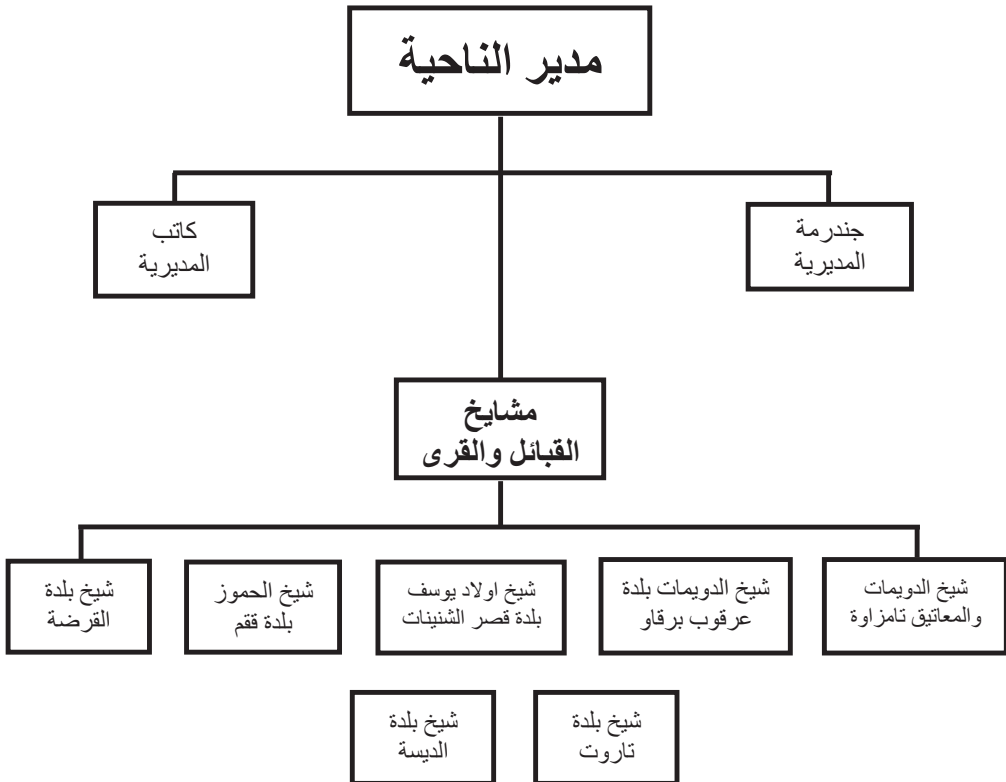 مدير الناحية
جندرمة
المديرية
كاتب
المديرية
مشايخ
القبائل والقرى
شيخ الدويمات
والمعاتيق تامزاوة
شيخ الدويمات بلدة
عرقوب برقاو
شيخ اولاد يوسف
بلدة قصر الشنينات
شيخ الحموز
بلدة ققم
شيخ بلدة
القرضة
شيخ بلدة
تاروت
شيخ بلدة
الديسة